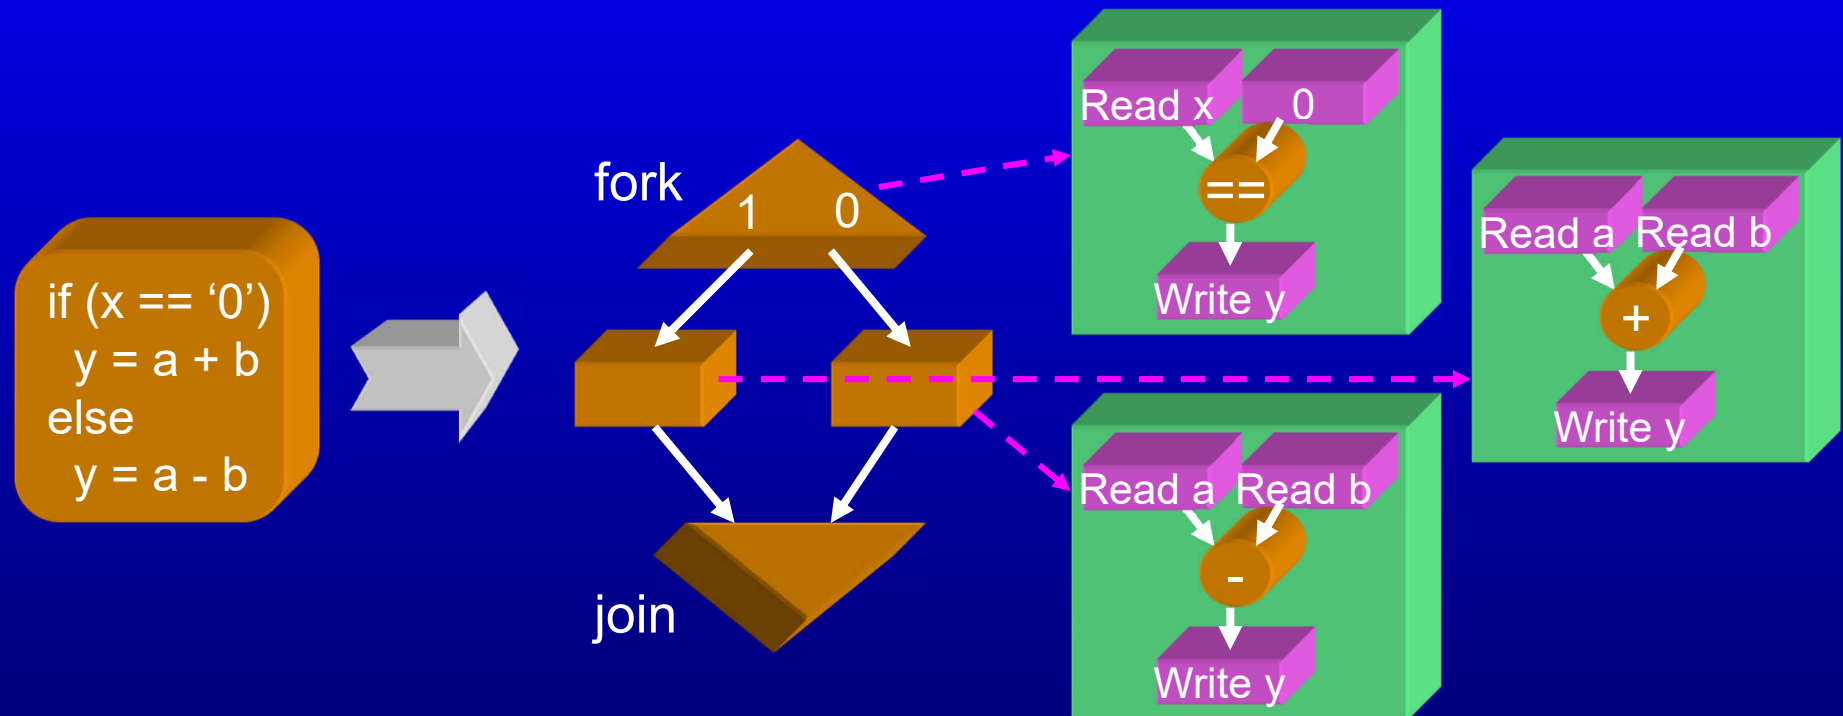 if (x == ‘0’)
y = a + b
else
y = a - b
fork
1 0
join
Read x 0
==
Write y
Read a Read b
+
Write y
Read a Read b
-
Write y